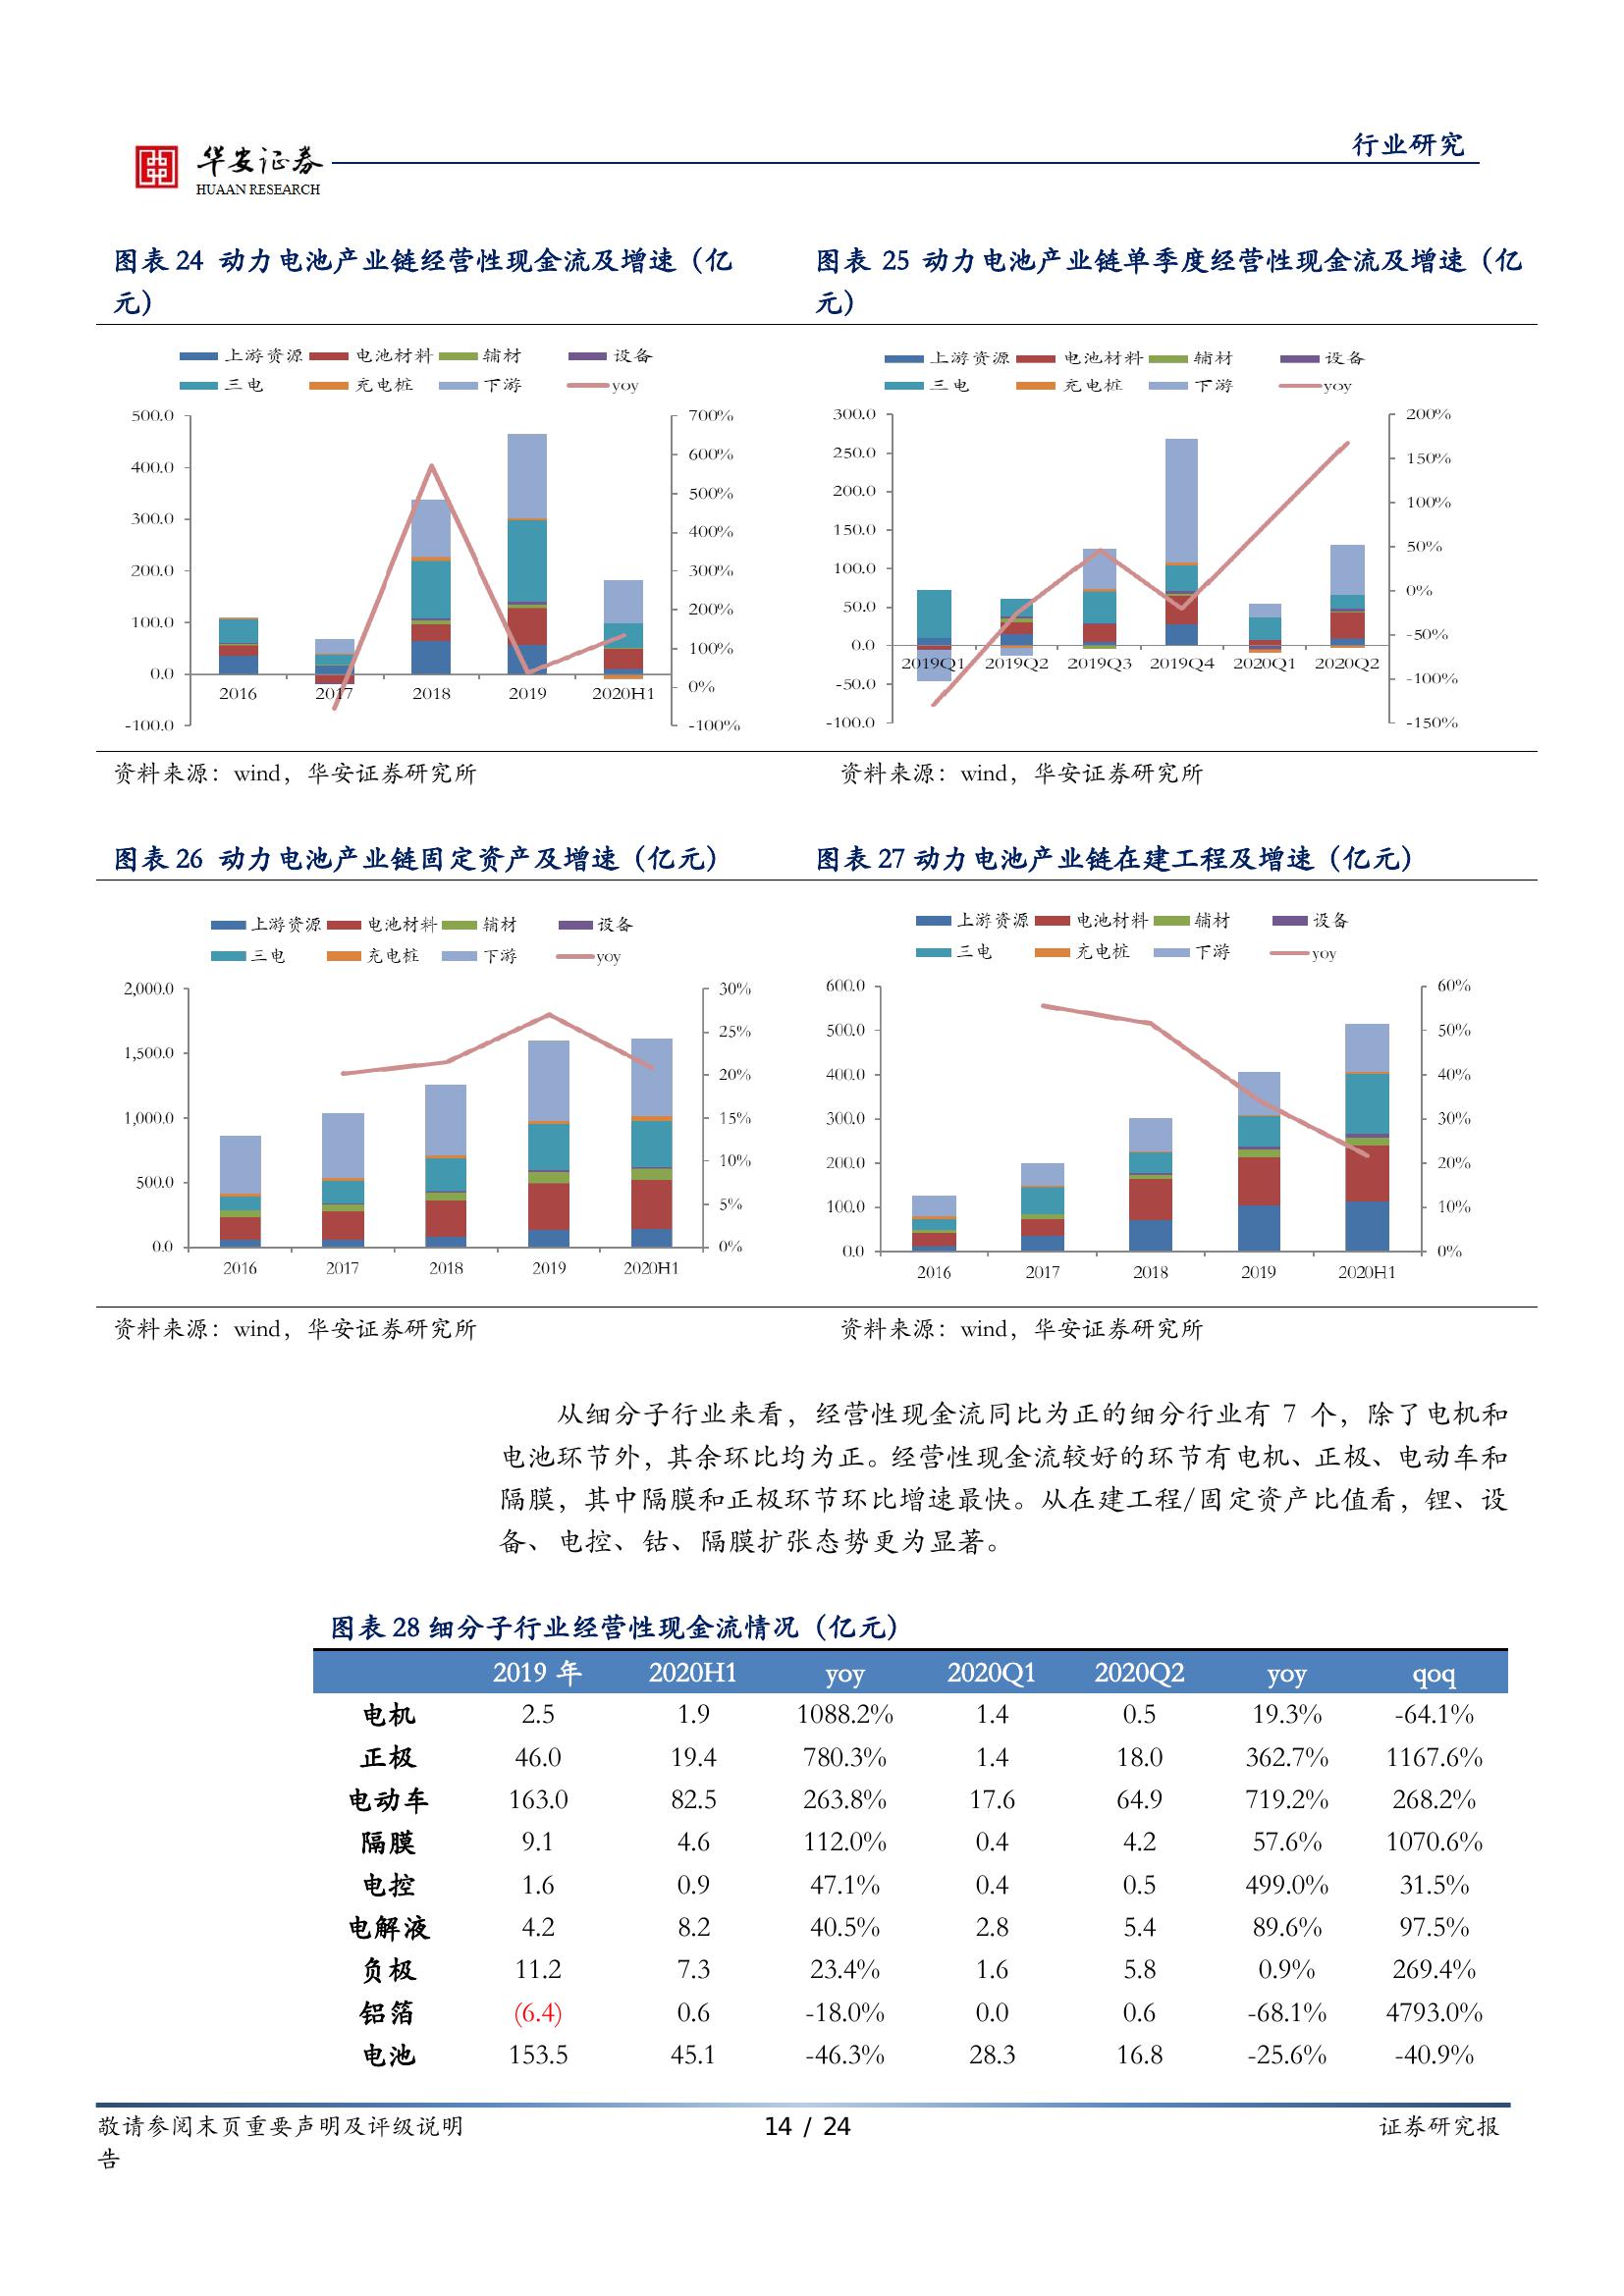 华安证券
HUAAN RESEARCH
行业研究
图表 24 动力电池产业链经营性现金流及增速（亿
元）
上游资源 电池材料 辅材 设备
三电 充电桩 下游 yoy
500.0
400.0
300.0
200.0
100.0
0.0
-100.0
700%
600%
500%
400%
300%
200%
100%
0%
-100%
2016 2017 2018 2019 2020H1
资料来源：wind，华安证券研究所
图表 25 动力电池产业链单季度经营性现金流及增速（亿
元）
上游资源 电池材料 辅材 设备
三电 充电桩 下游 yoy
300.0
250.0
200.0
150.0
100.0
50.0
0.0
-50.0
-100.0
200%
150%
100%
50%
0%
-50%
-100%
-150%
2019Q1 2019Q2 2019Q3 2019Q4 2020Q1 2020Q2
资料来源：wind，华安证券研究所
图表 26 动力电池产业链固定资产及增速（亿元）
上游资源 电池材料 辅材 设备
三电 充电桩 下游 yoy
2,000.0
1,500.0
1,000.0
500.0
0.0
30%
25%
20%
15%
10%
5%
0%
2016 2017 2018 2019 2020H1
资料来源：wind，华安证券研究所
图表 27 动力电池产业链在建工程及增速（亿元）
上游资源 电池材料 辅材 设备
三电 充电桩 下游 yoy
600.0
500.0
400.0
300.0
200.0
100.0
0.0
60%
50%
40%
30%
20%
10%
0%
2016 2017 2018 2019 2020H1
资料来源：wind，华安证券研究所
从细分子行业来看，经营性现金流同比为正的细分行业有 7 个，除了电机和
电池环节外，其余环比均为正。经营性现金流较好的环节有电机、正极、电动车和
隔膜，其中隔膜和正极环节环比增速最快。从在建工程/固定资产比值看，锂、设
备、电控、钴、隔膜扩张态势更为显著。
图表 28 细分子行业经营性现金流情况（亿元）
2019 年 2020H1 yoy 2020Q1 2020Q2 yoy qoq
电机 2.5 1.9 1088.2% 1.4 0.5 19.3% -64.1%
正极 46.0 19.4 780.3% 1.4 18.0 362.7% 1167.6%
电动车 163.0 82.5 263.8% 17.6 64.9 719.2% 268.2%
隔膜 9.1 4.6 112.0% 0.4 4.2 57.6% 1070.6%
电控 1.6 0.9 47.1% 0.4 0.5 499.0% 31.5%
电解液 4.2 8.2 40.5% 2.8 5.4 89.6% 97.5%
负极 11.2 7.3 23.4% 1.6 5.8 0.9% 269.4%
铝箔 (6.4) 0.6 -18.0% 0.0 0.6 -68.1% 4793.0%
电池 153.5 45.1 -46.3% 28.3 16.8 -25.6% -40.9%
敬请参阅末页重要声明及评级说明 14 / 24 证券研究报
告